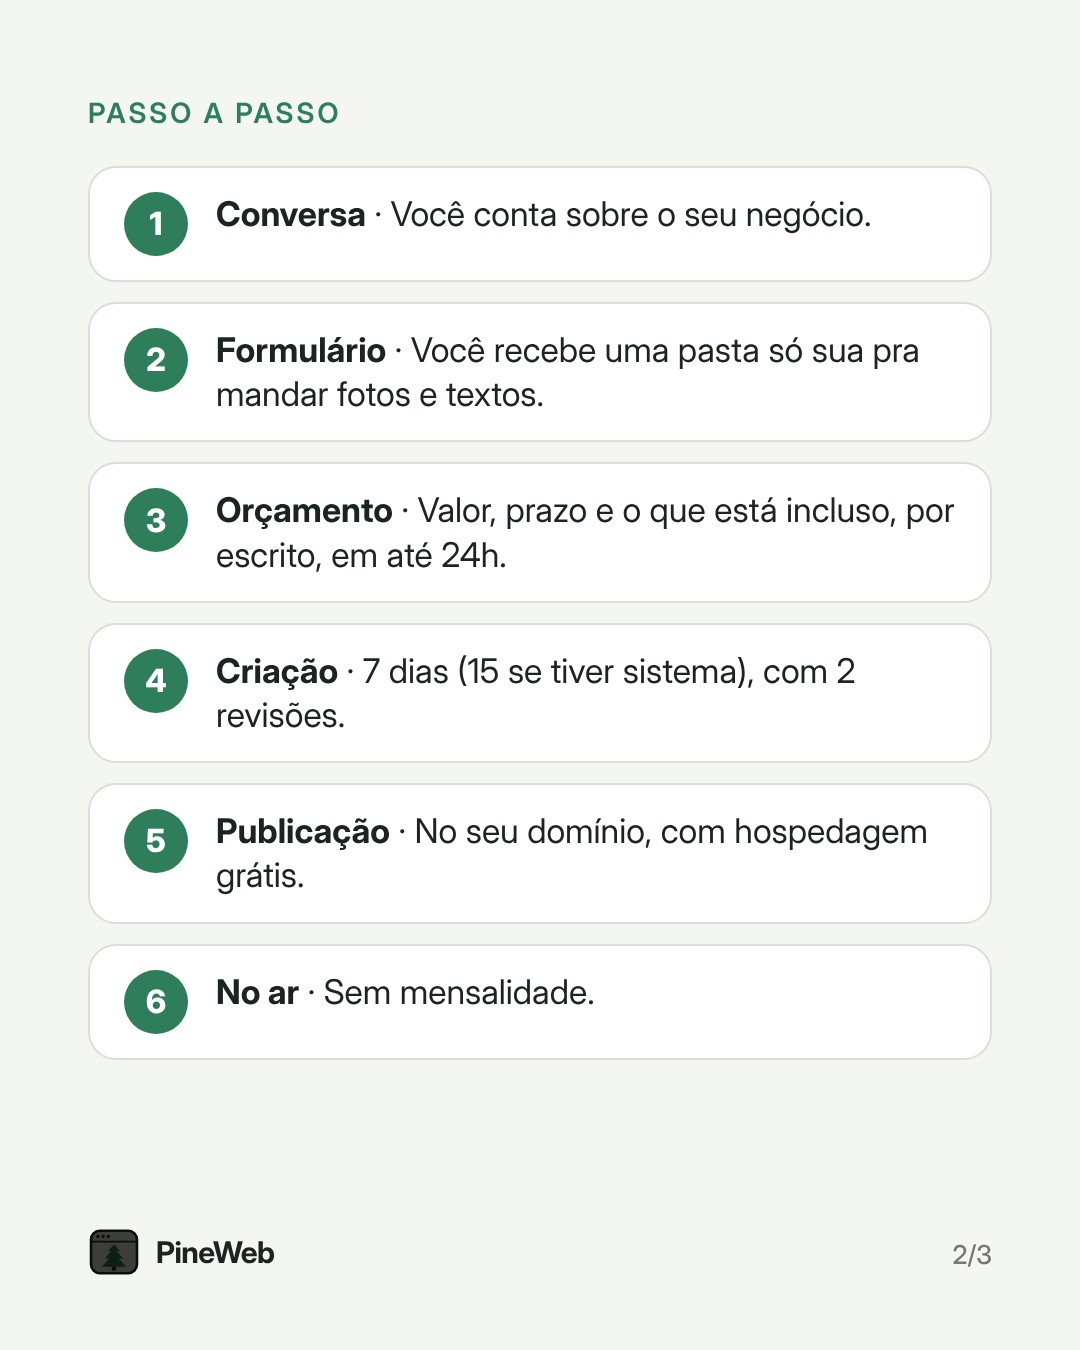 PASSO A PASSO
1
Conversa · Você conta sobre o seu negócio.
2
Formulário · Você recebe uma pasta só sua pra
mandar fotos e textos.
3
Orçamento · Valor, prazo e o que está incluso, por
escrito, em até 24h.
4
Criação · 7 dias (15 se tiver sistema), com 2
revisões.
5
Publicação · No seu domínio, com hospedagem
grátis.
6
No ar · Sem mensalidade.
PineWeb
2/3